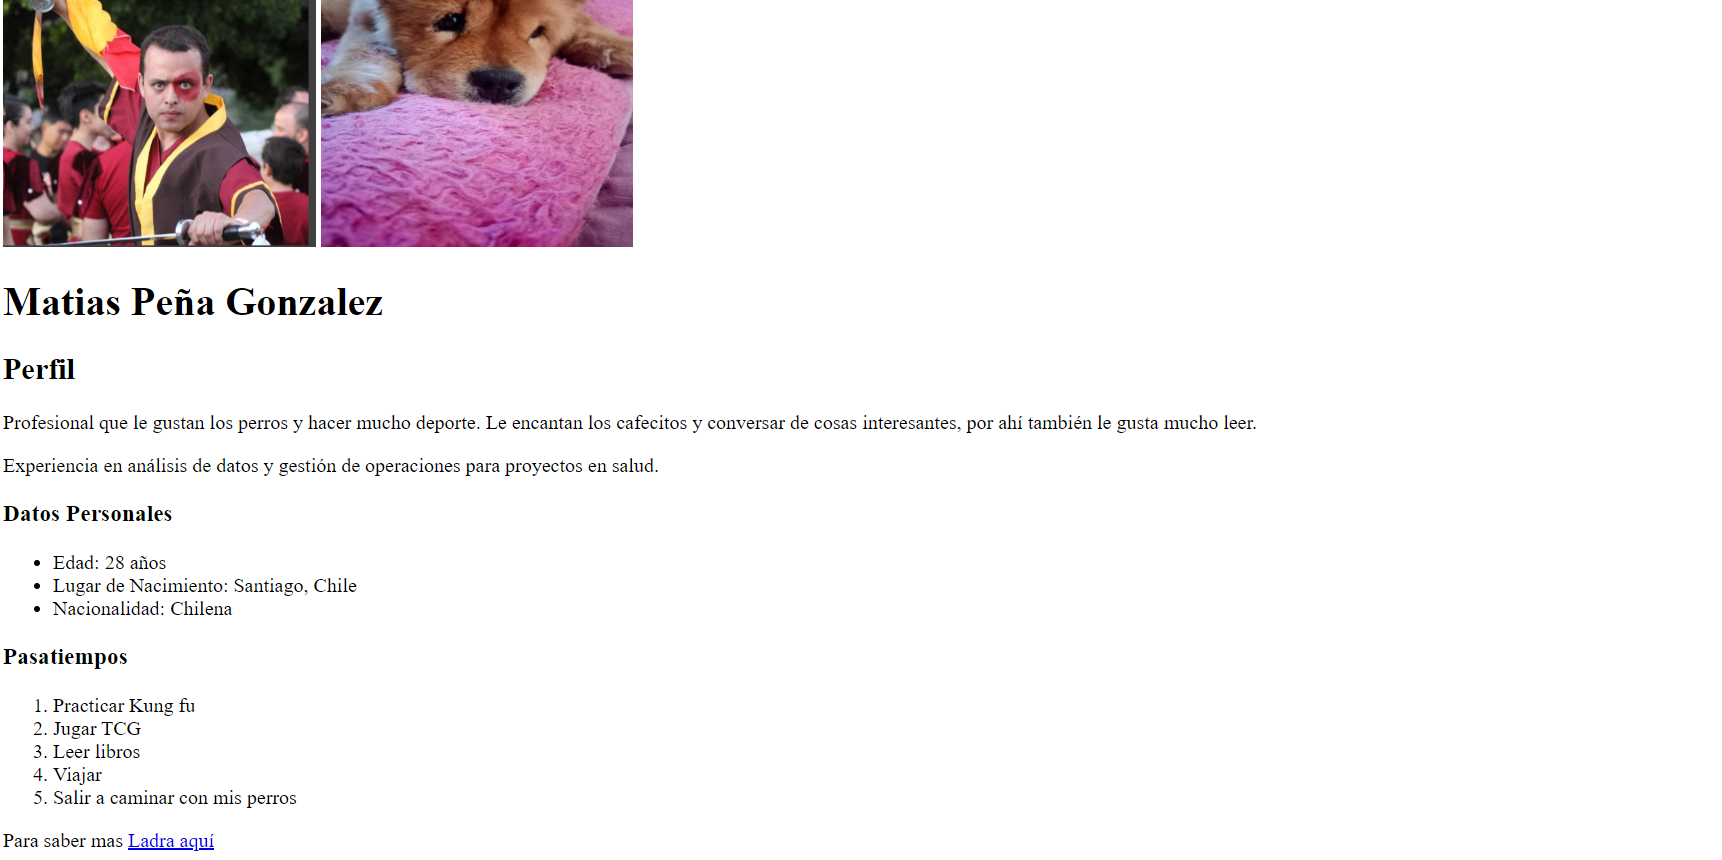 Matias Peña Gonzalez
Perfil
Profesional que le gustan los perros y hacer mucho deporte. Le encantan los cafecitos y conversar de cosas interesantes, por ahí también le gusta mucho leer.
Experiencia en análisis de datos y gestión de operaciones para proyectos en salud.
Datos Personales
• Edad: 28 años
• Lugar de Nacimiento: Santiago, Chile
• Nacionalidad: Chilena
Pasatiempos
1. Practicar Kung fu
2. Jugar TCG
3. Leer libros
4. Viajar
5. Salir a caminar con mis perros
Para saber mas Ladra aquí